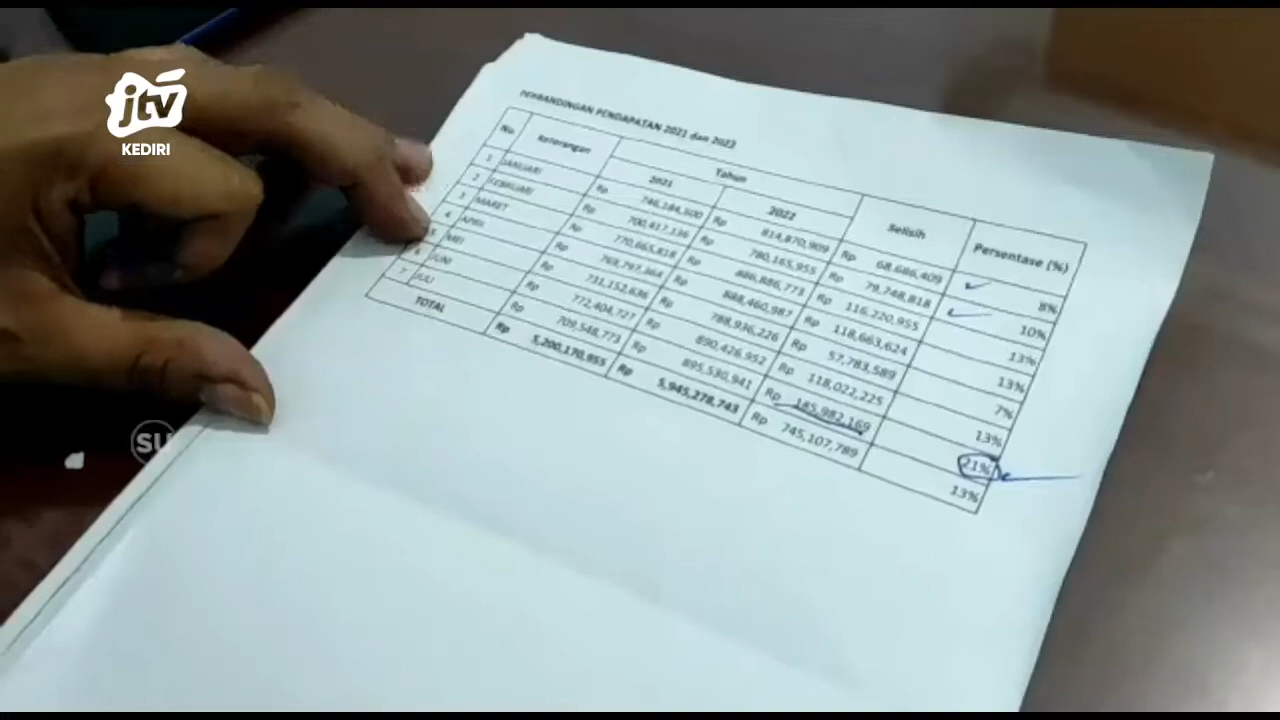 jtv
KEDIRI
PERBANDINGAN PENDAPATAN 2021 dan 2022
No Keterangan Tahun Selisih Persentase (%)
2021 2022
1 JANUARI Rp 746,184,500 Rp 814,870,909 Rp 68,686,409 8%
2 FEBRUARI Rp 700,417,136 Rp 780,165,955 Rp 79,748,818 10%
3 MARET Rp 770,665,818 Rp 886,886,773 Rp 116,220,955 13%
4 APRIL Rp 769,797,364 Rp 888,460,987 Rp 118,663,624 13%
5 MEI Rp 731,152,636 Rp 788,936,226 Rp 57,783,589 7%
6 JUNI Rp 772,404,727 Rp 890,426,952 Rp 118,022,225 13%
7 JULI Rp 709,548,773 Rp 895,530,941 Rp 185,982,169 21%
TOTAL Rp 5,200,170,955 Rp 5,945,278,743 Rp 745,107,789 13%
SU